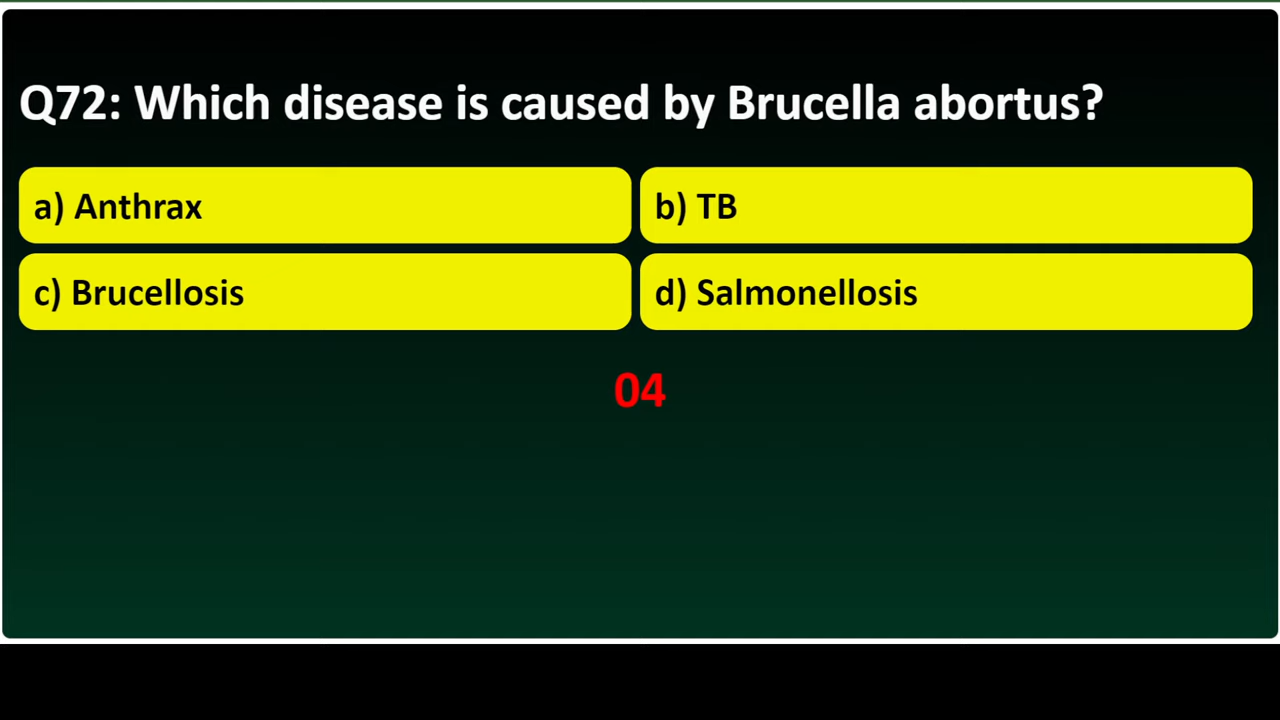 Q72: Which disease is caused by Brucella abortus?
a) Anthrax
b) TB
c) Brucellosis
d) Salmonellosis
04